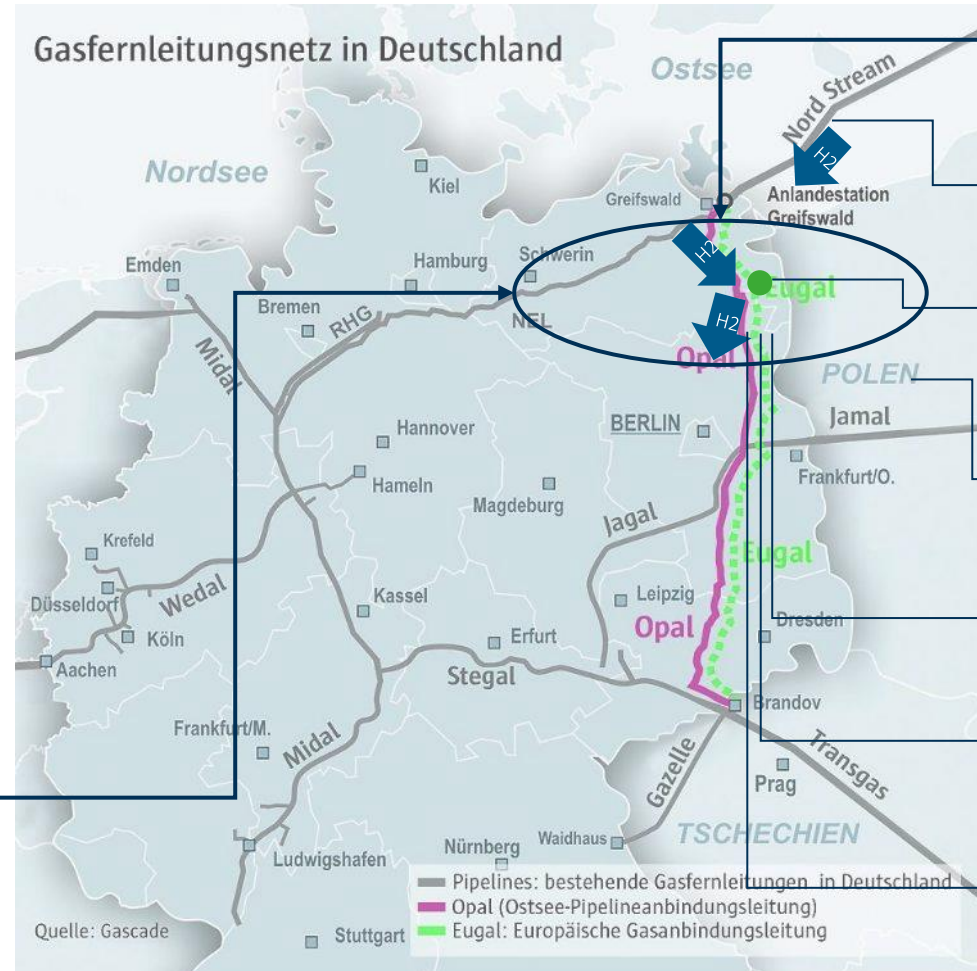 Gasfernleitungsnetz in Deutschland
Ostsee
Nord Stream
H2
Nordsee
Kiel
Greifswald
Anlandestation
Greifswald
H2
Schwerin
Hamburg
Emden
Eugal
Bremen
RHG
NEL
H2
Midal
Opal
POLEN
Jamal
BERLIN
Hannover
Hameln
Frankfurt/O.
Magdeburg
Jagal
Krefeld
Eugal
Düsseldorf
Wedal
Kassel
Leipzig
Köln
Erfurt
Opal
Dresden
Aachen
Stegal
Brandov
Frankfurt/M.
Midal
Gazelle
Transgas
Prag
TSCHECHIEN
Waidhaus
Nürnberg
Ludwigshafen
Pipelines: bestehende Gasfernleitungen in Deutschland
Opal (Ostsee-Pipelineanbindungsleitung)
Eugal: Europäische Gasanbindungsleitung
Quelle: Gascade
Stuttgart